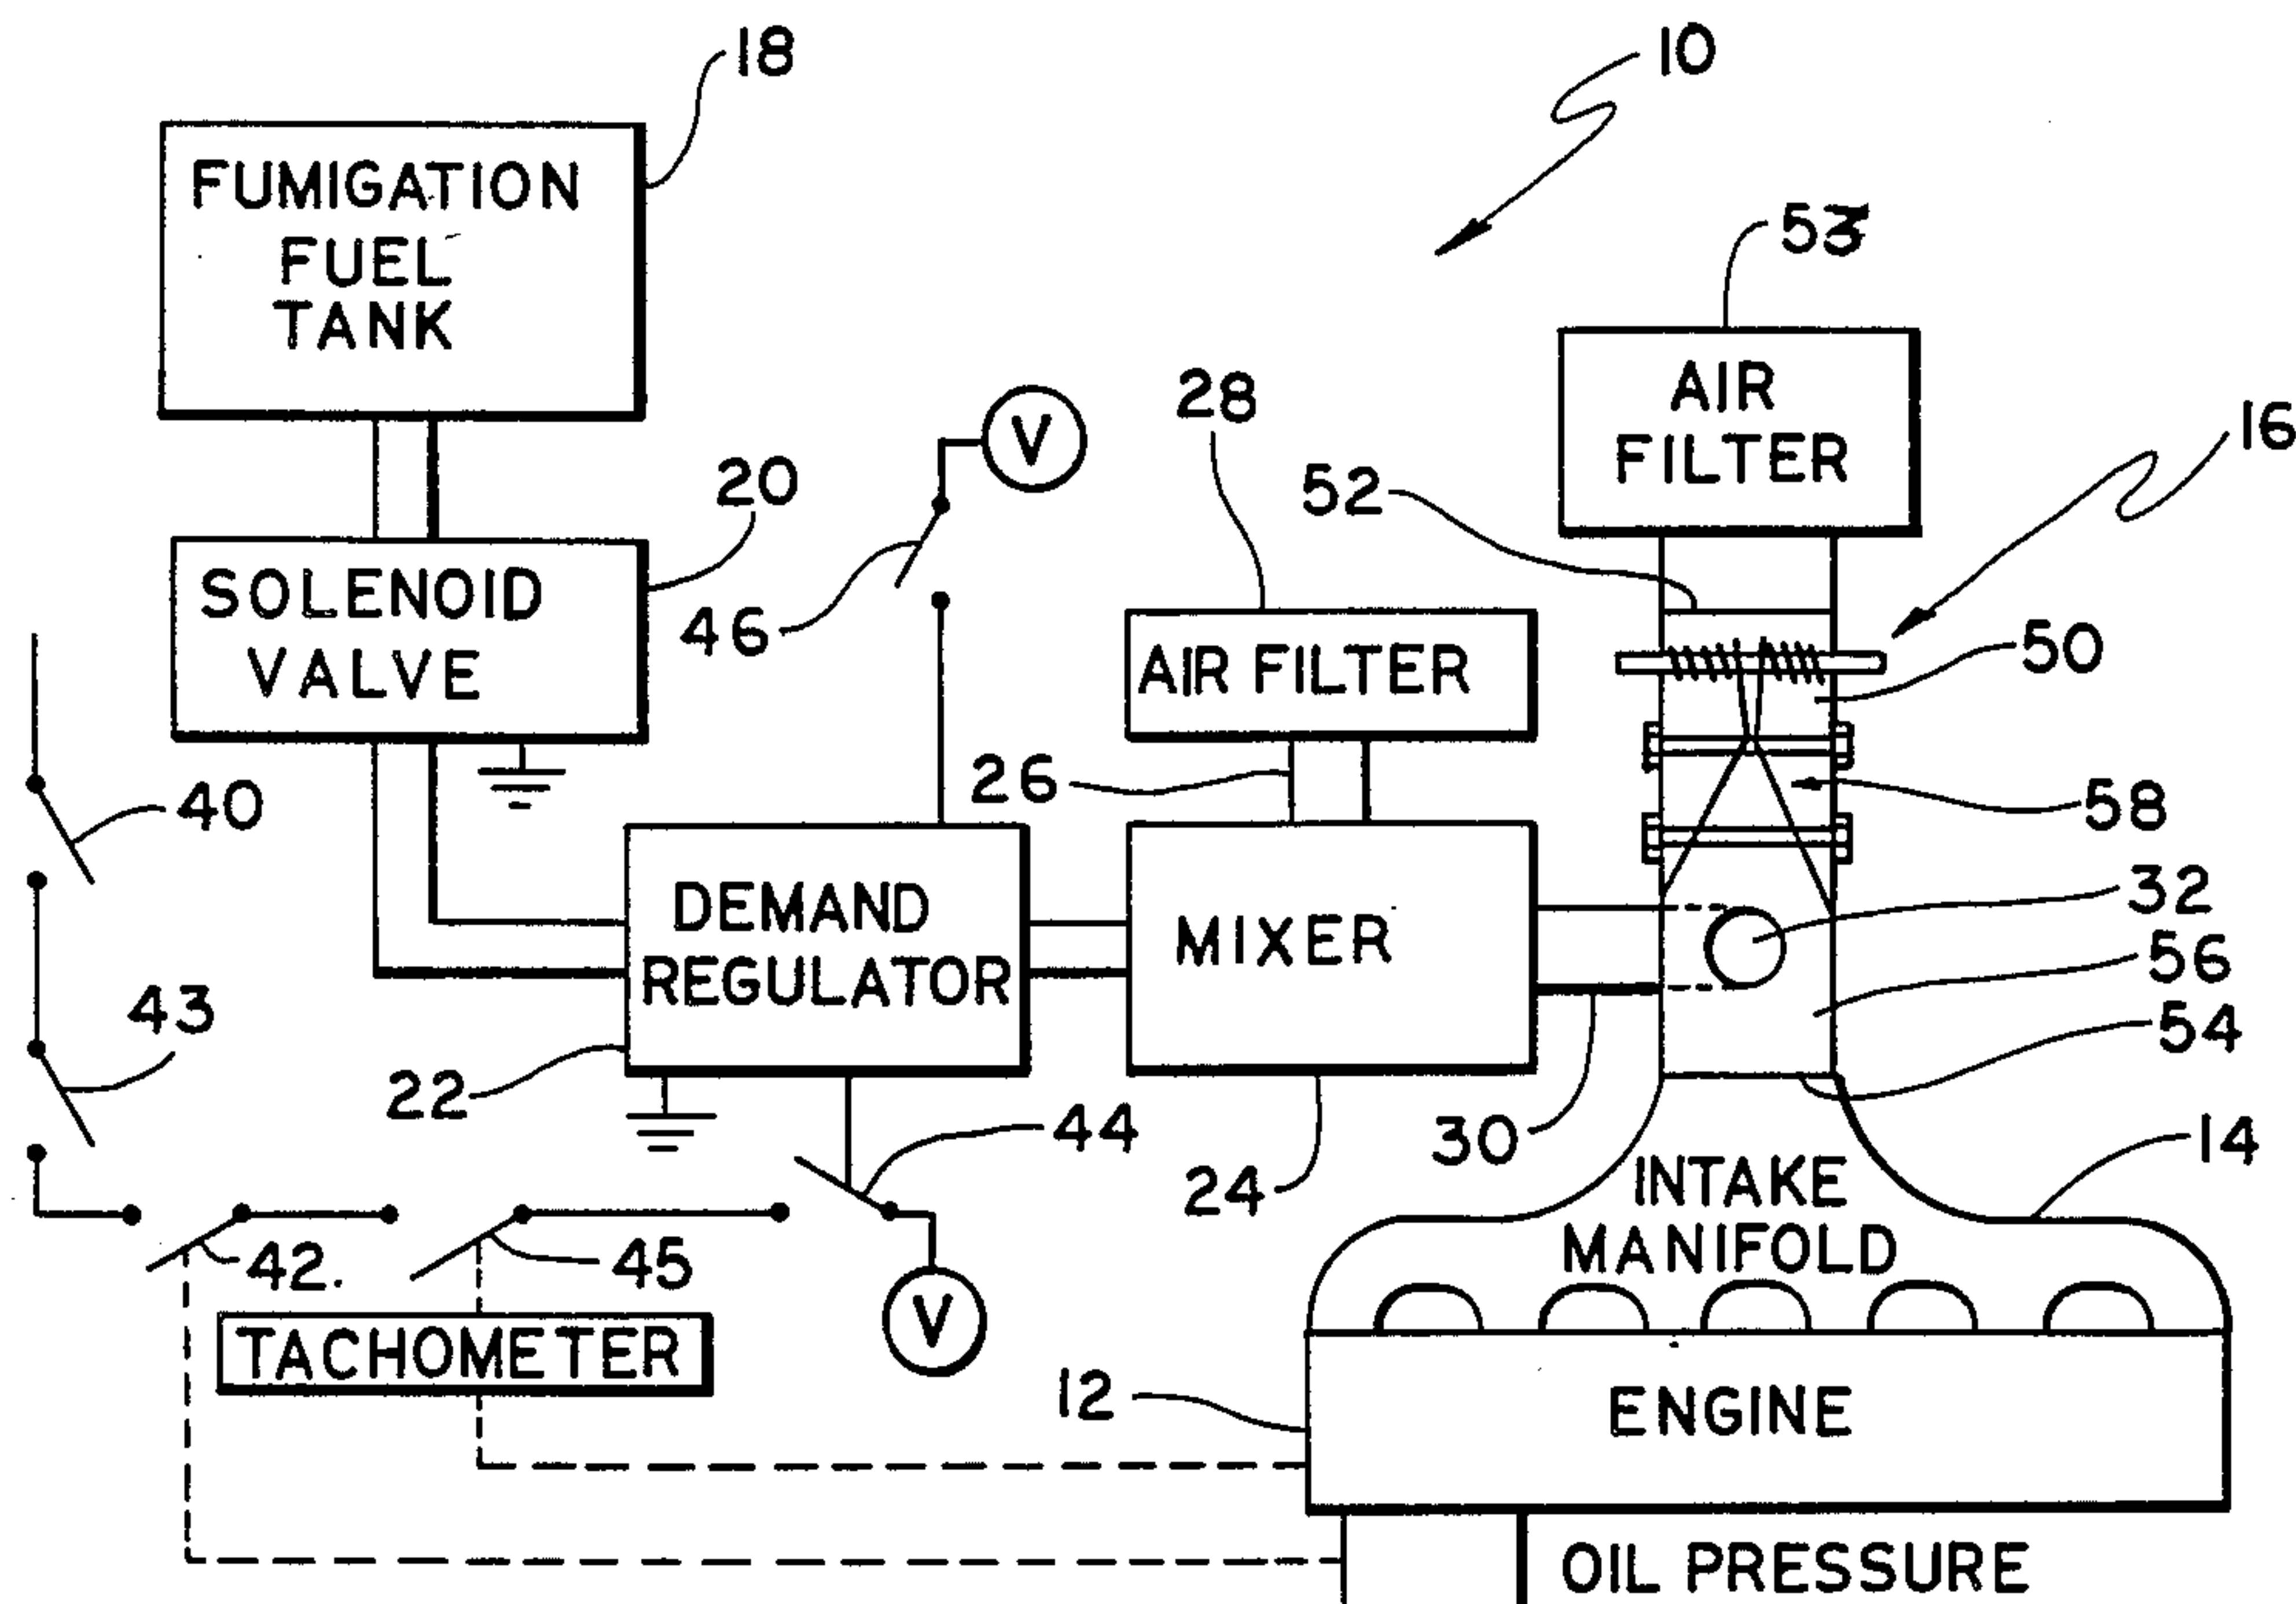 18
10
FUMIGATION
FUEL
TANK
53
AIR
FILTER
28
16
V
52
20
SOLENOID
VALVE
46
AIR FILTER
50
40
26
58
DEMAND
REGULATOR
MIXER
32
56
43
54
22
44
30
24
14
INTAKE
MANIFOLD
42.
45
V
TACHOMETER
12
ENGINE
OIL PRESSURE